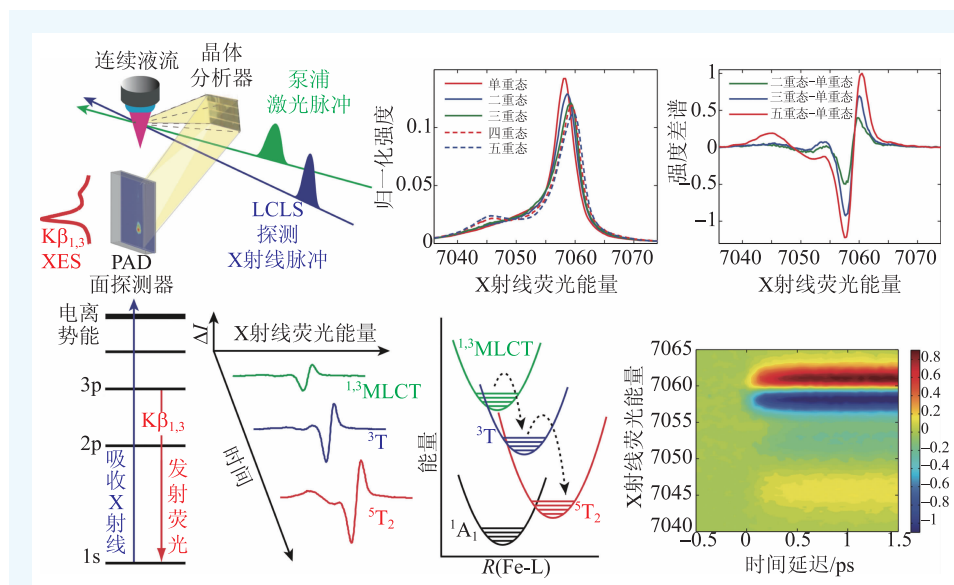 连续液流
晶体
分析器
泵浦
激光脉冲
LCLS
探测
X射线脉冲
Kβ1,3
XES
PAD
面探测器
归一化强度
0.1
0.05
0
7040 7050 7060 7070
X射线荧光能量
单重态
二重态
三重态
四重态
五重态
强度差谱
1
0.5
0
-0.5
-1
7040 7050 7060 7070
X射线荧光能量
二重态-单重态
三重态-单重态
五重态-单重态
电离
势能
3p
2p
1s
Kβ1,3
吸收X射线
发射荧光
ΔI
X射线荧光能量
时间
1,3MLCT
3T
5T2
能量
1,3MLCT
3T
5T2
1A1
R(Fe-L)
X射线荧光能量
7065
7060
7055
7050
7045
7040
-0.5 0 0.5 1.0 1.5
时间延迟/ps
0.8
0.6
0.4
0.2
0
-0.2
-0.4
-0.6
-0.8
-1